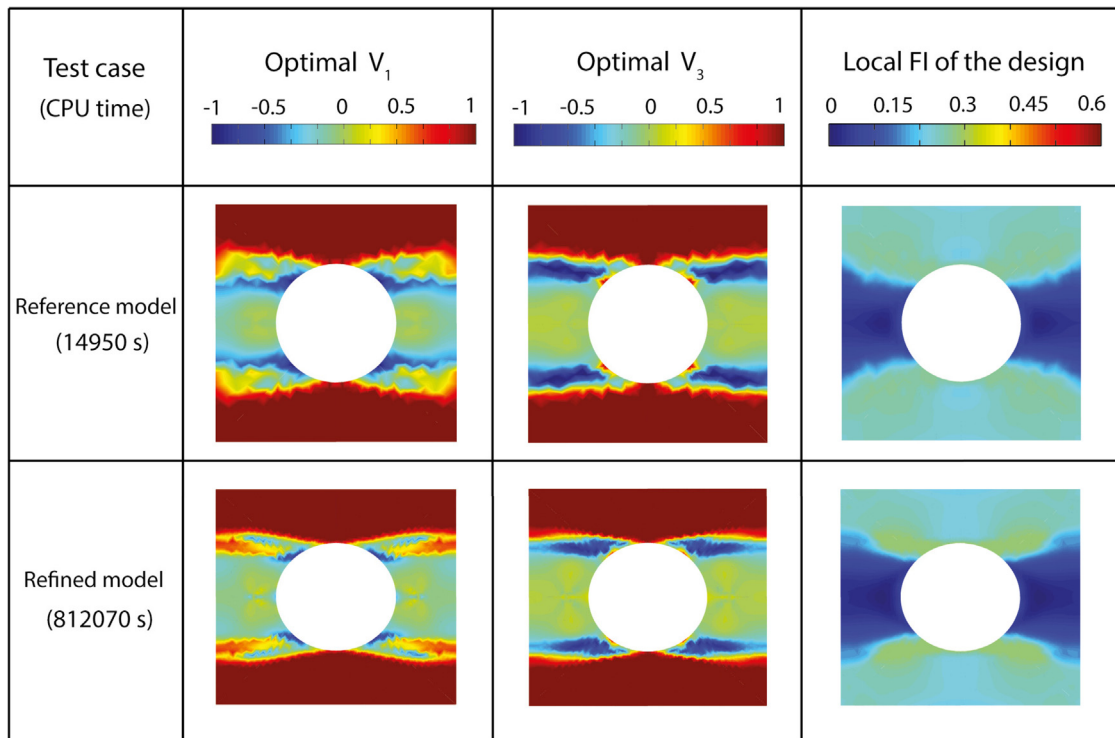 Test case
(CPU time)
Optimal V₁
-1 -0.5 0 0.5 1
Optimal V₃
-1 -0.5 0 0.5 1
Local FI of the design
0 0.15 0.3 0.45 0.6
Reference model
(14950 s)
Refined model
(812070 s)